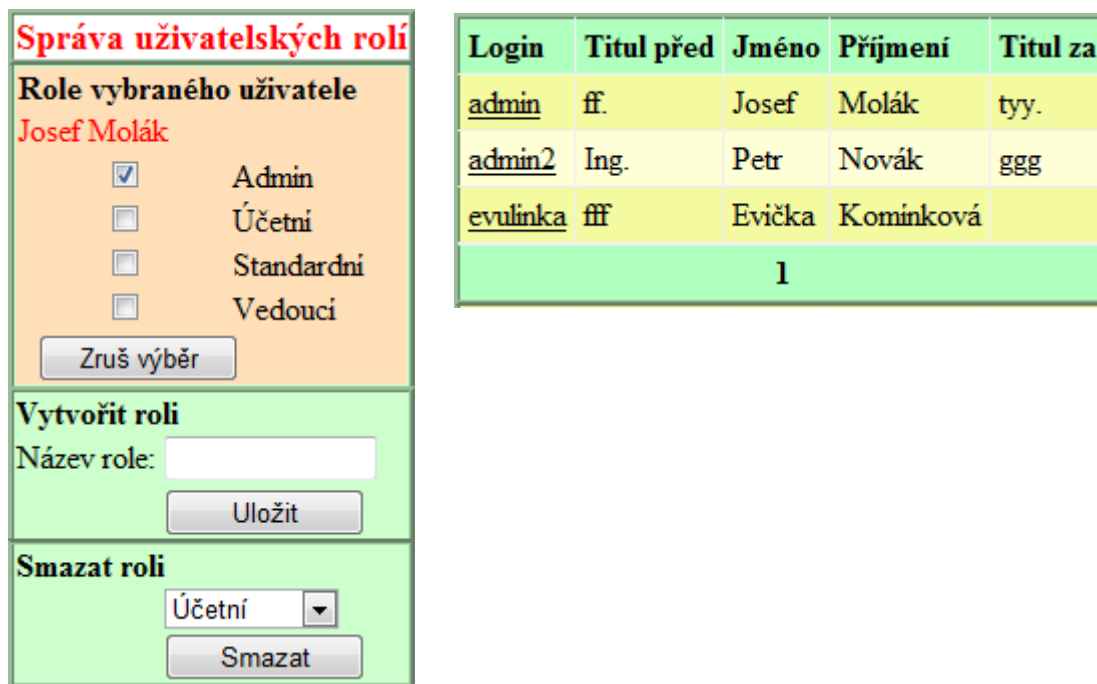 Správa uživatelských rolí
Role vybraného uživatele
Josef Molák
Admin
Účetní
Standardní
Vedoucí
Zruš výběr
Vytvořit roli
Název role:
Uložit
Smazat roli
Účetní
Smazat
Login Titul před Jméno Příjmení Titul za
admin ff. Josef Molák tyy.
admin2 Ing. Petr Novák ggg
evulinka fff Evička Komínková
1